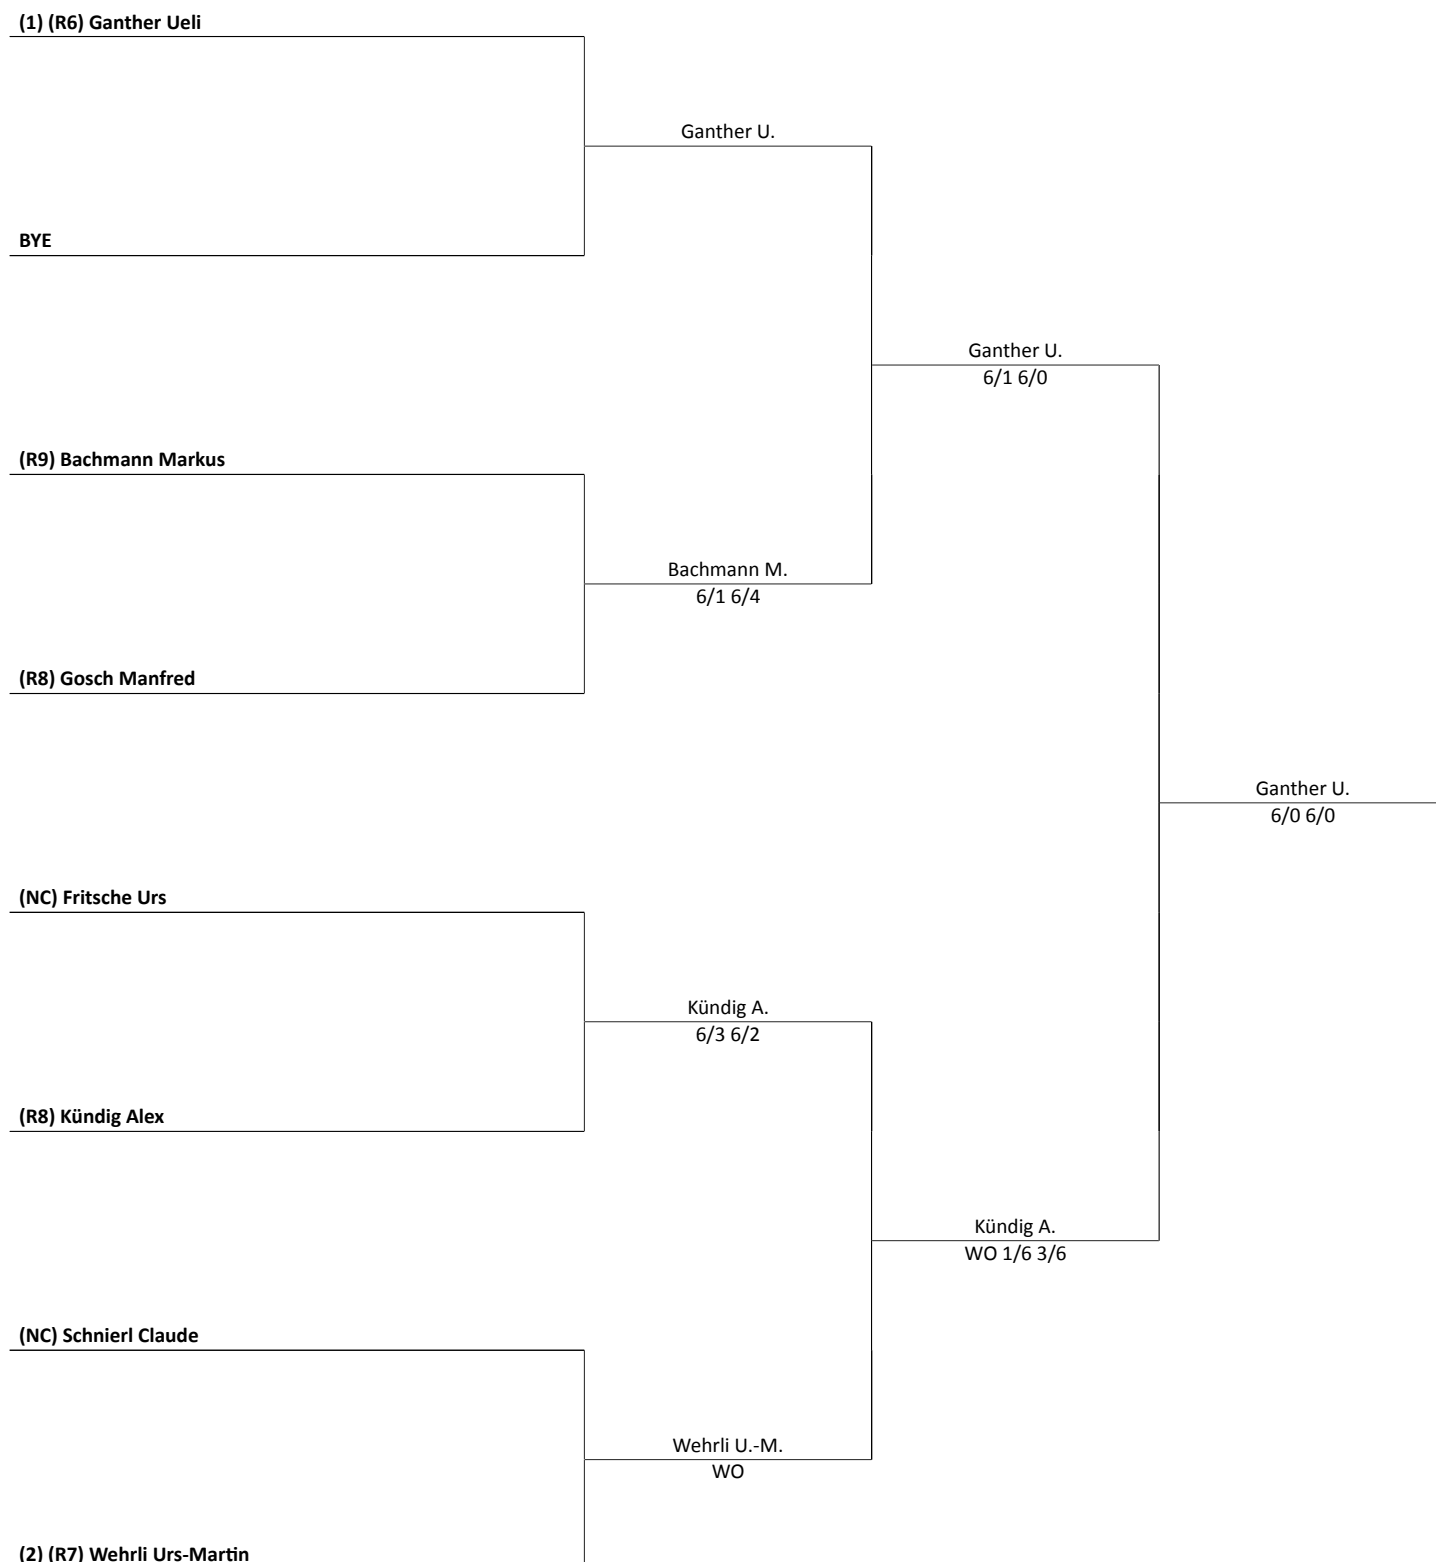 (1) (R6) Ganther Ueli
Ganther U.
BYE
Ganther U.
6/1 6/0
(R9) Bachmann Markus
Bachmann M.
6/1 6/4
(R8) Gosch Manfred
Ganther U.
6/0 6/0
(NC) Fritsche Urs
Kündig A.
6/3 6/2
(R8) Kündig Alex
Kündig A.
WO 1/6 3/6
(NC) Schnierl Claude
Wehrli U.-M.
WO
(2) (R7) Wehrli Urs-Martin